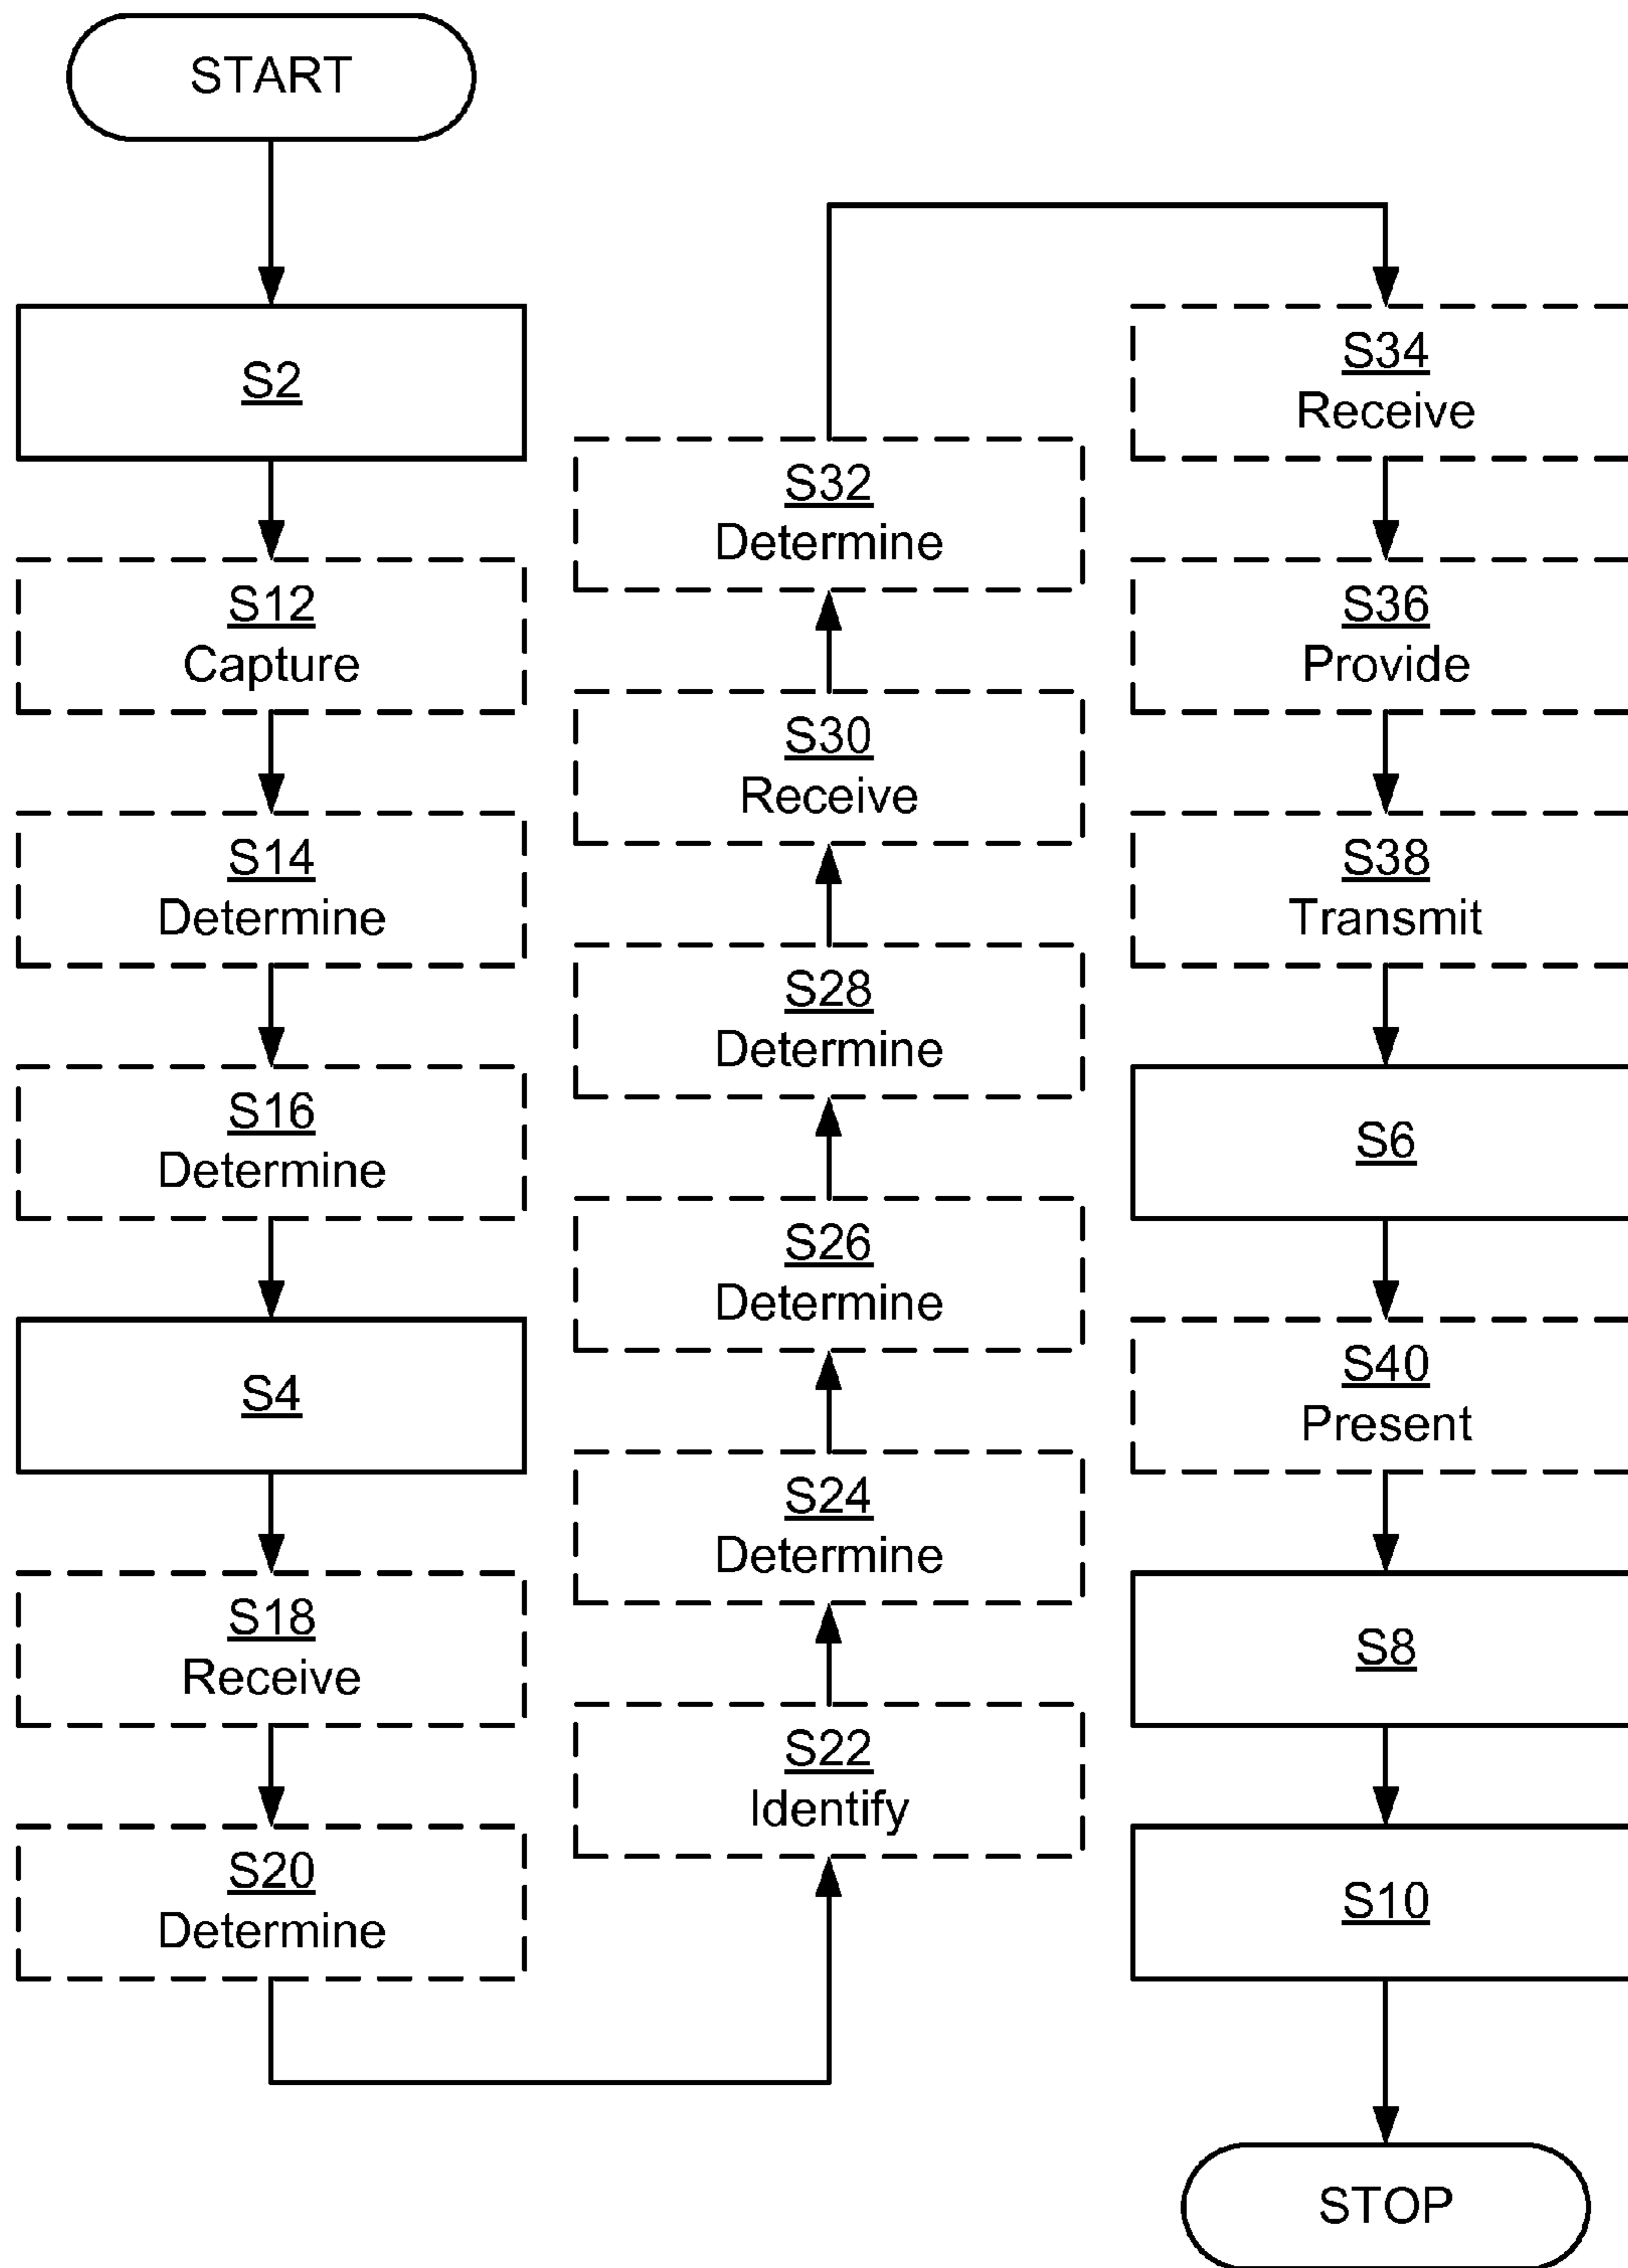 START
S2
S12
Capture
S14
Determine
S16
Determine
S4
S18
Receive
S20
Determine
S22
Identify
S24
Determine
S26
Determine
S28
Determine
S30
Receive
S32
Determine
S34
Receive
S36
Provide
S38
Transmit
S6
S40
Present
S8
S10
STOP